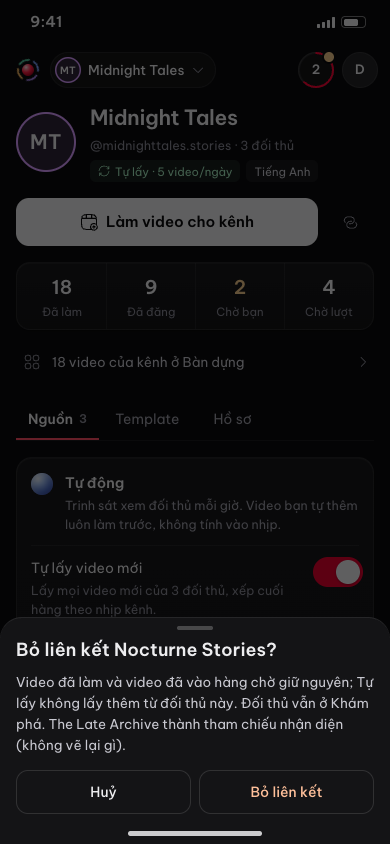 9:41
MT Midnight Tales
2
D
MT
Midnight Tales
@midnighttales.stories · 3 đối thủ
Tự lấy · 5 video/ngày
Tiếng Anh
Làm video cho kênh
18
9
2
4
Đã làm
Đã đăng
Chờ bạn
Chờ lượt
18 video của kênh ở Bàn dựng
Nguồn 3
Template
Hồ sơ
Tự động
Trinh sát xem đối thủ mỗi giờ. Video bạn tự thêm
luôn làm trước, không tính vào nhịp.
Tự lấy video mới
Lấy mọi video mới của 3 đối thủ, xếp cuối
hàng theo nhịp kênh.
Bỏ liên kết Nocturne Stories?
Video đã làm và video đã vào hàng chờ giữ nguyên; Tự
lấy không lấy thêm từ đối thủ này. Đối thủ vẫn ở Khám
phá. The Late Archive thành tham chiếu nhận diện
(không vẽ lại gì).
Huỷ
Bỏ liên kết